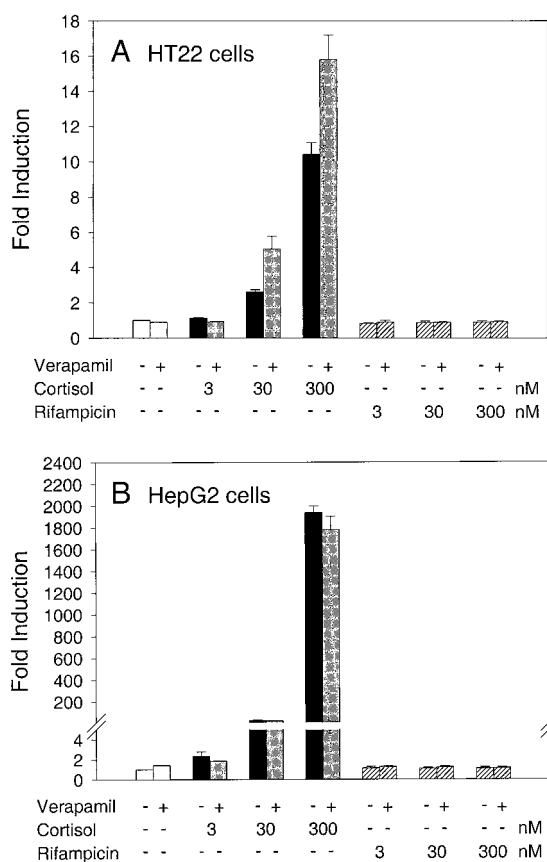 18
A HT22 cells
16
14
12
10
8
6
4
2
0
Fold Induction
Verapamil - + - + - + - + - + - + - +
Cortisol - - 3 30 300 - - - - - - nM
Rifampicin - - - - - - - - 3 30 300 nM
2400
B HepG2 cells
2200
2000
1800
1600
1400
1200
1000
800
600
400
200
4
2
0
Fold Induction
Verapamil - + - + - + - + - + - + - +
Cortisol - - 3 30 300 - - - - - - nM
Rifampicin - - - - - - - - 3 30 300 nM